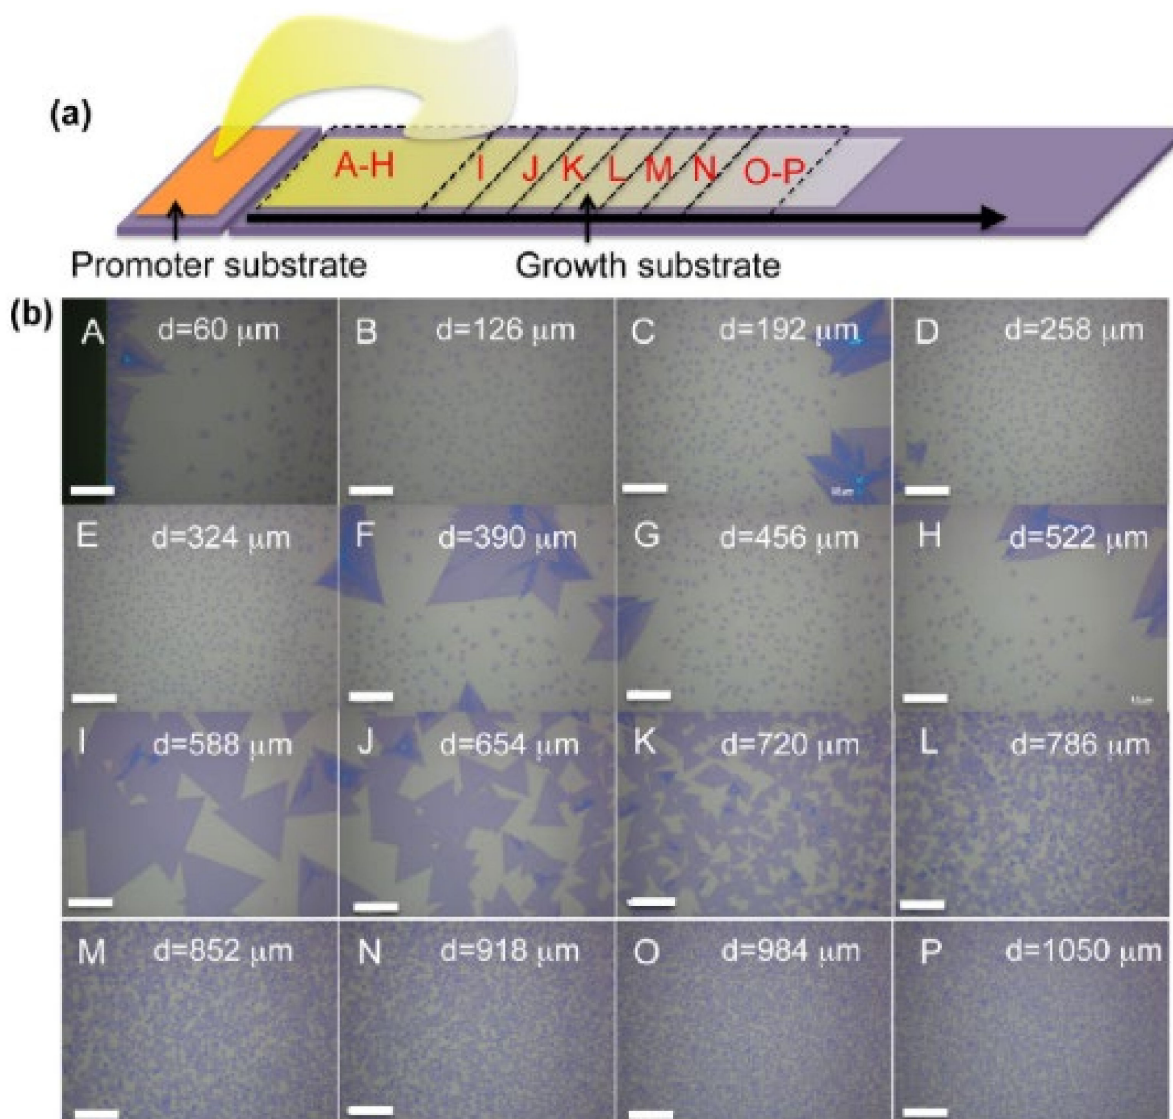 (a)
A-H I J K L M N O-P
Promoter substrate Growth substrate
(b)
A d=60 μm B d=126 μm C d=192 μm D d=258 μm
E d=324 μm F d=390 μm G d=456 μm H d=522 μm
I d=588 μm J d=654 μm K d=720 μm L d=786 μm
M d=852 μm N d=918 μm O d=984 μm P d=1050 μm